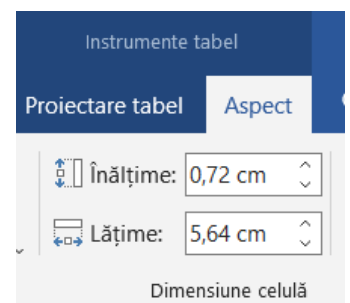 Instrumente tabel
Proiectare tabel Aspect
Înălțime: 0,72 cm
Lățime: 5,64 cm
Dimensiune celulă